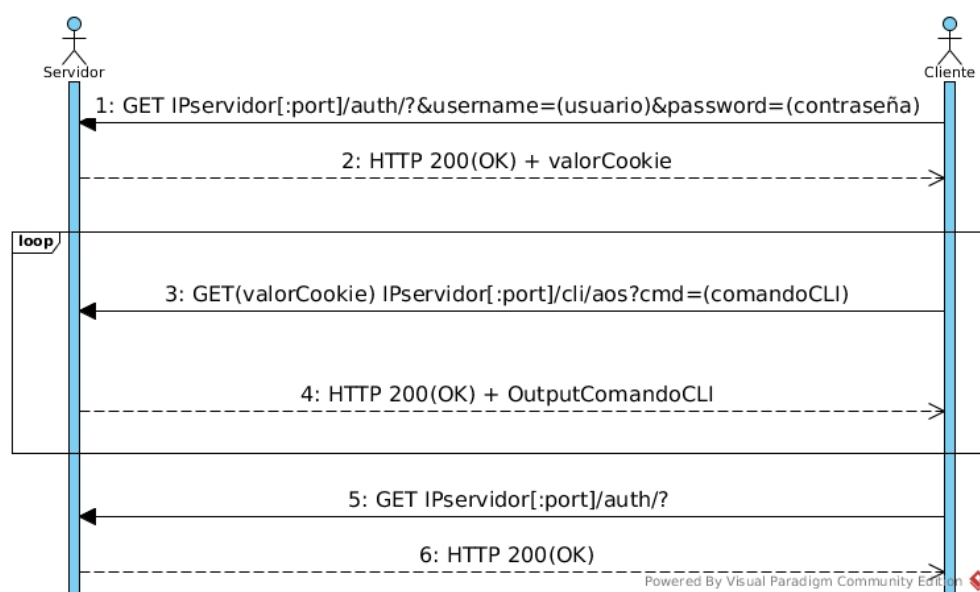 Servidor
Cliente
1: GET IPservidor[:port]/auth/?&username=(usuario)&password=(contraseña)
2: HTTP 200(OK) + valorCookie
loop
3: GET(valorCookie) IPservidor[:port]/cli/aos?cmd=(comandoCLI)
4: HTTP 200(OK) + OutputComandoCLI
5: GET IPservidor[:port]/auth/?
6: HTTP 200(OK)
Powered By Visual Paradigm Community Edition